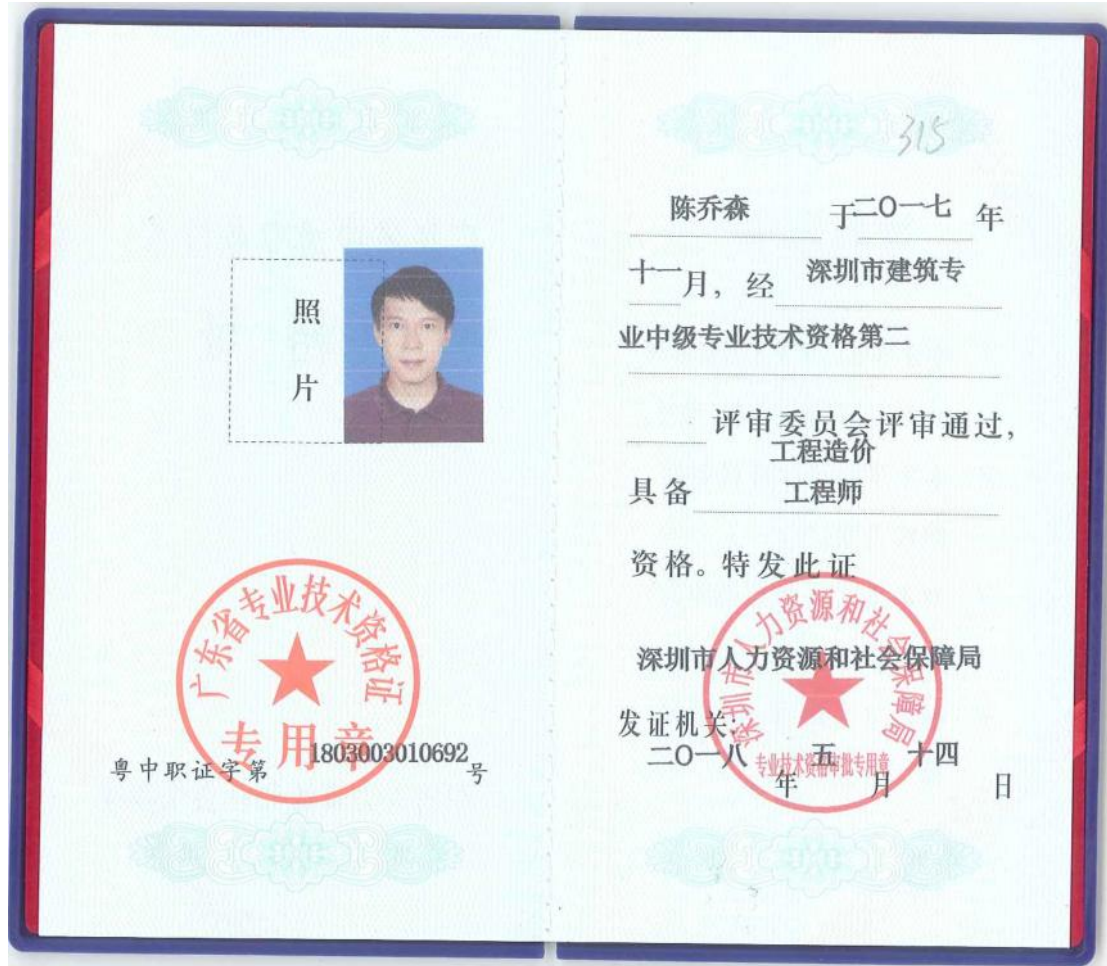 照
片
广东省专业技术资格证
专用章
粤中职证字第 1803003010692 号
315
陈乔森 于二〇一七 年
十一月，经 深圳市建筑专
业中级专业技术资格第二
评审委员会评审通过，
工程造价
具备 工程师
资格。特发此证
深圳市人力资源和社会保障局
深圳市人力资源和社会保障局
发证机关：
二〇一八 五 十四
专业技术资格审批专用章
年 月 日